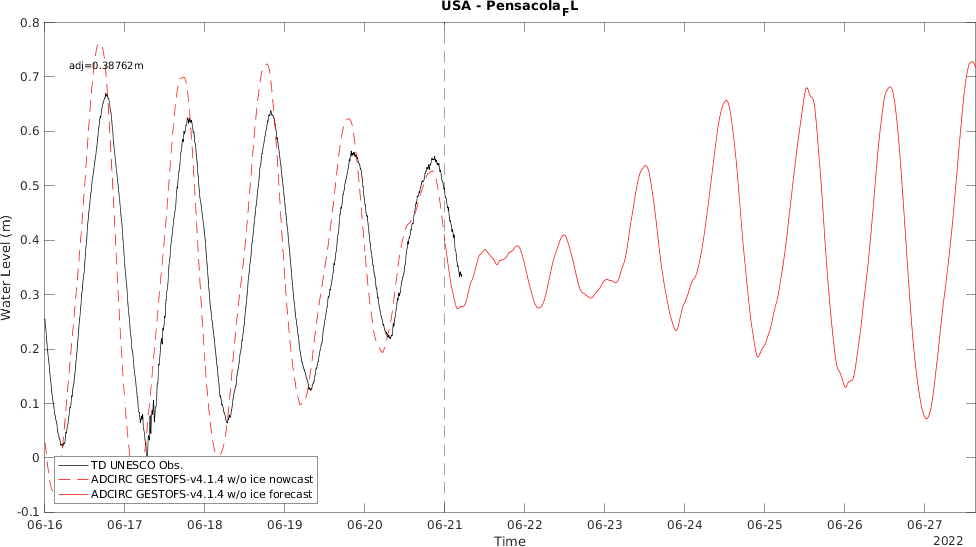 USA - Pensacola_FL
0.8
0.7
0.6
0.5
0.4
0.3
0.2
0.1
0
-0.1
Water Level (m)
adj=0.38762m
TD UNESCO Obs.
ADCIRC GESTOFS-v4.1.4 w/o ice nowcast
ADCIRC GESTOFS-v4.1.4 w/o ice forecast
06-16 06-17 06-18 06-19 06-20 06-21 06-22 06-23 06-24 06-25 06-26 06-27
Time
2022